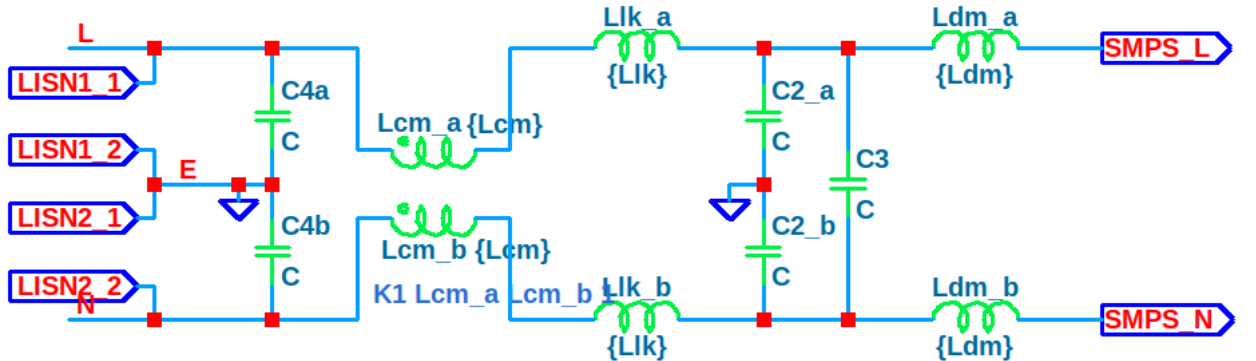 Llk_a
Ldm_a
L
SMPS_L
{Llk}
{Ldm}
LISN1_1
C4a
C2_a
Lcm_a {Lcm}
C
C
LISN1_2
C3
E
C
LISN2_1
C4b
C2_b
Lcm_b {Lcm}
C
C
LISN2_2
K1 Lcm_a Lcm_b 1
Llk_b
Ldm_b
N
SMPS_N
{Llk}
{Ldm}